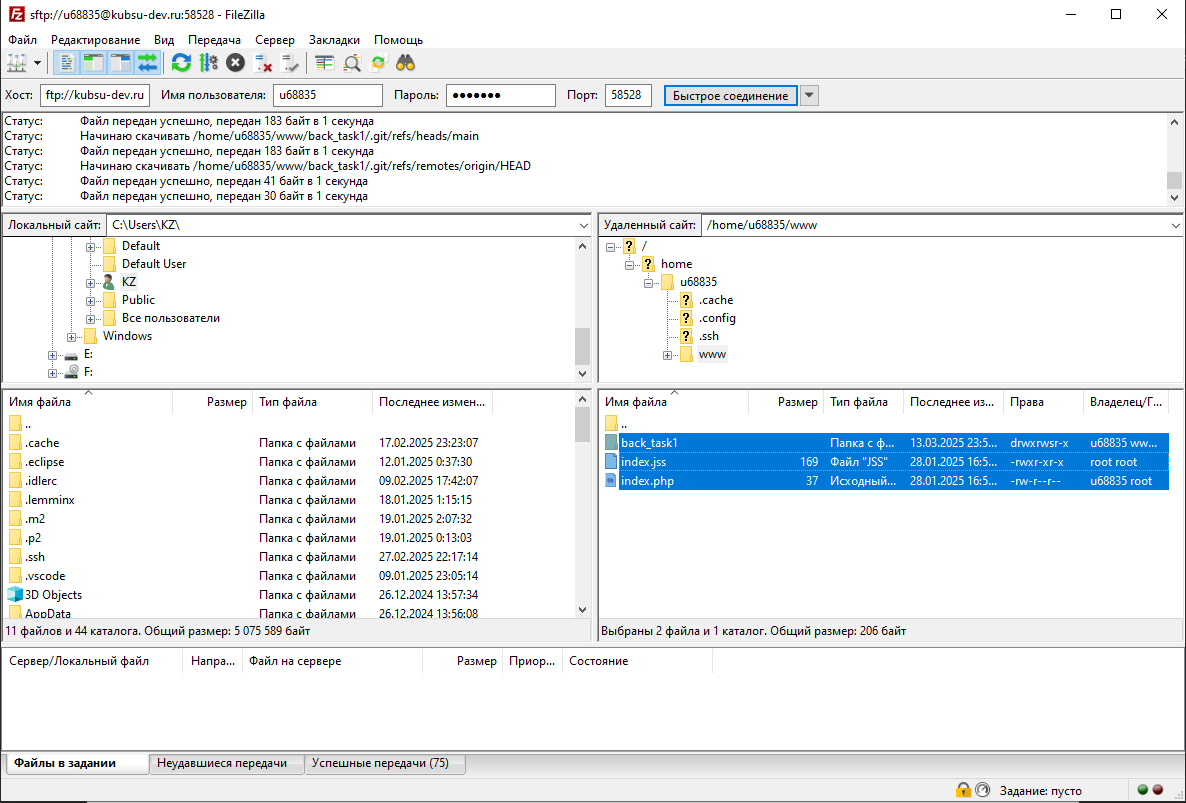 sftp://u68835@kubsu-dev.ru:58528 - FileZilla
Файл Редактирование Вид Передача Сервер Закладки Помощь
Хост: ftp://kubsu-dev.ru Имя пользователя: u68835 Пароль: ●●●●●●● Порт: 58528 Быстрое соединение
Статус: Файл передан успешно, передан 183 байт в 1 секунда
Статус: Начинаю скачивать /home/u68835/www/back_task1/.git/refs/heads/main
Статус: Файл передан успешно, передан 183 байт в 1 секунда
Статус: Начинаю скачивать /home/u68835/www/back_task1/.git/refs/remotes/origin/HEAD
Статус: Файл передан успешно, передан 41 байт в 1 секунда
Статус: Файл передан успешно, передан 30 байт в 1 секунда
Локальный сайт: C:\Users\KZ\
Default
Default User
KZ
Public
Все пользователи
Windows
E:
F:
Удаленный сайт: /home/u68835/www
/
home
u68835
.cache
.config
.ssh
www
Имя файла Размер Тип файла Последнее измен...
..
.cache Папка с файлами 17.02.2025 23:23:07
.eclipse Папка с файлами 12.01.2025 0:37:30
.idlerc Папка с файлами 09.02.2025 17:42:07
.lemminx Папка с файлами 18.01.2025 1:15:15
.m2 Папка с файлами 19.01.2025 2:07:32
.p2 Папка с файлами 19.01.2025 0:13:03
.ssh Папка с файлами 27.02.2025 22:17:14
.vscode Папка с файлами 09.01.2025 23:05:14
3D Objects Папка с файлами 26.12.2024 13:57:34
AppData Папка с файлами 26.12.2024 13:56:08
11 файлов и 44 каталога. Общий размер: 5 075 589 байт
Имя файла Размер Тип файла Последнее из... Права Владелец/Г...
..
back_task1 Папка с ф... 13.03.2025 23:5... drwxrwsr-x u68835 ww...
index.jss 169 Файл "JSS" 28.01.2025 16:5... -rwxr-xr-x root root
index.php 37 Исходный... 28.01.2025 16:5... -rw-r--r-- u68835 root
Выбраны 2 файла и 1 каталог. Общий размер: 206 байт
Сервер/Локальный файл Напра... Файл на сервере Размер Приор... Состояние
Файлы в задании Неудавшиеся передачи Успешные передачи (75)
Задание: пусто